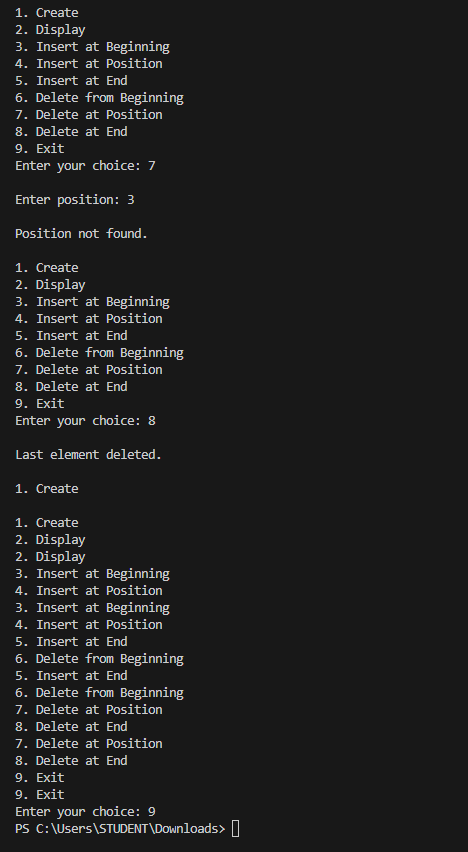 1. Create
2. Display
3. Insert at Beginning
4. Insert at Position
5. Insert at End
6. Delete from Beginning
7. Delete at Position
8. Delete at End
9. Exit
Enter your choice: 7
Enter position: 3
Position not found.
1. Create
2. Display
3. Insert at Beginning
4. Insert at Position
5. Insert at End
6. Delete from Beginning
7. Delete at Position
8. Delete at End
9. Exit
Enter your choice: 8
Last element deleted.
1. Create
1. Create
2. Display
2. Display
3. Insert at Beginning
4. Insert at Position
3. Insert at Beginning
4. Insert at Position
5. Insert at End
6. Delete from Beginning
5. Insert at End
6. Delete from Beginning
7. Delete at Position
8. Delete at End
7. Delete at Position
8. Delete at End
9. Exit
9. Exit
Enter your choice: 9
PS C:\Users\STUDENT\Downloads>